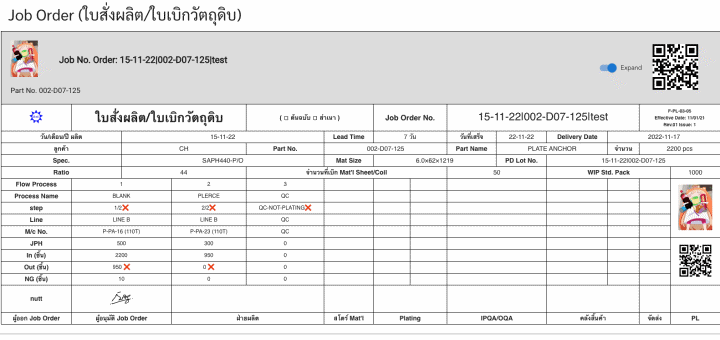 Job Order (ใบสั่งผลิต/ใบเบิกวัตถุดิบ)
Job No. Order: 15-11-22|002-D07-125|test
Expand
Part No. 002-D07-125
ใบสั่งผลิต/ใบเบิกวัตถุดิบ ( □ ต้นฉบับ □ สำเนา ) Job Order No. 15-11-22|002-D07-125|test
F-PL-03-05
Effective Date: 11/01/21
Rev.01 Issue: 1
วัน/เดือน/ปี ผลิต 15-11-22 Lead Time 7 วัน วันที่เสร็จ 22-11-22 Delivery Date 2022-11-17
ลูกค้า CH Part No. 002-D07-125 Part Name PLATE ANCHOR จำนวน 2200 pcs
Spec. SAPH440-P/O Mat Size 6.0×62×1219 PD Lot No. 15-11-22|002-D07-125
Ratio 44 จำนวนที่เบิก Mat'l Sheet/Coil 50 WIP Std. Pack 1000
Flow Process 1 2 3
Process Name BLANK PLERCE QC
step 1/2❌ 2/2❌ QC-NOT-PLATING❌
Line LINE B LINE B QC
M/c No. P-PA-16 (110T) P-PA-23 (110T) QC
JPH 500 300 0
In (ชิ้น) 2200 950 0
Out (ชิ้น) 950 ❌ 0 ❌ 0
NG (ชิ้น) 10 0 0
nutt
ผู้ออก Job Order ผู้อนุมัติ Job Order ฝ่ายผลิต สโตร์ Mat'l Plating IPQA/OQA คลังสินค้า จัดส่ง PL